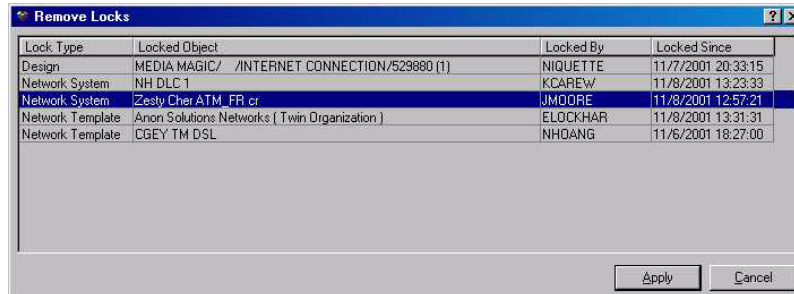 Remove Locks
Lock Type Locked Object Locked By Locked Since
Design MEDIA MAGIC/ /INTERNET CONNECTION/529880 (1) NIQUETTE 11/7/2001 20:33:15
Network System NH DLC 1 KCAREW 11/8/2001 13:23:33
Network System Zesty Cher ATM_FR cr JMOORE 11/8/2001 12:57:21
Network Template Anon Solutions Networks ( Twin Organization ) ELOCKHAR 11/8/2001 13:31:31
Network Template CGEY TM DSL NHOANG 11/6/2001 18:27:00
Apply Cancel